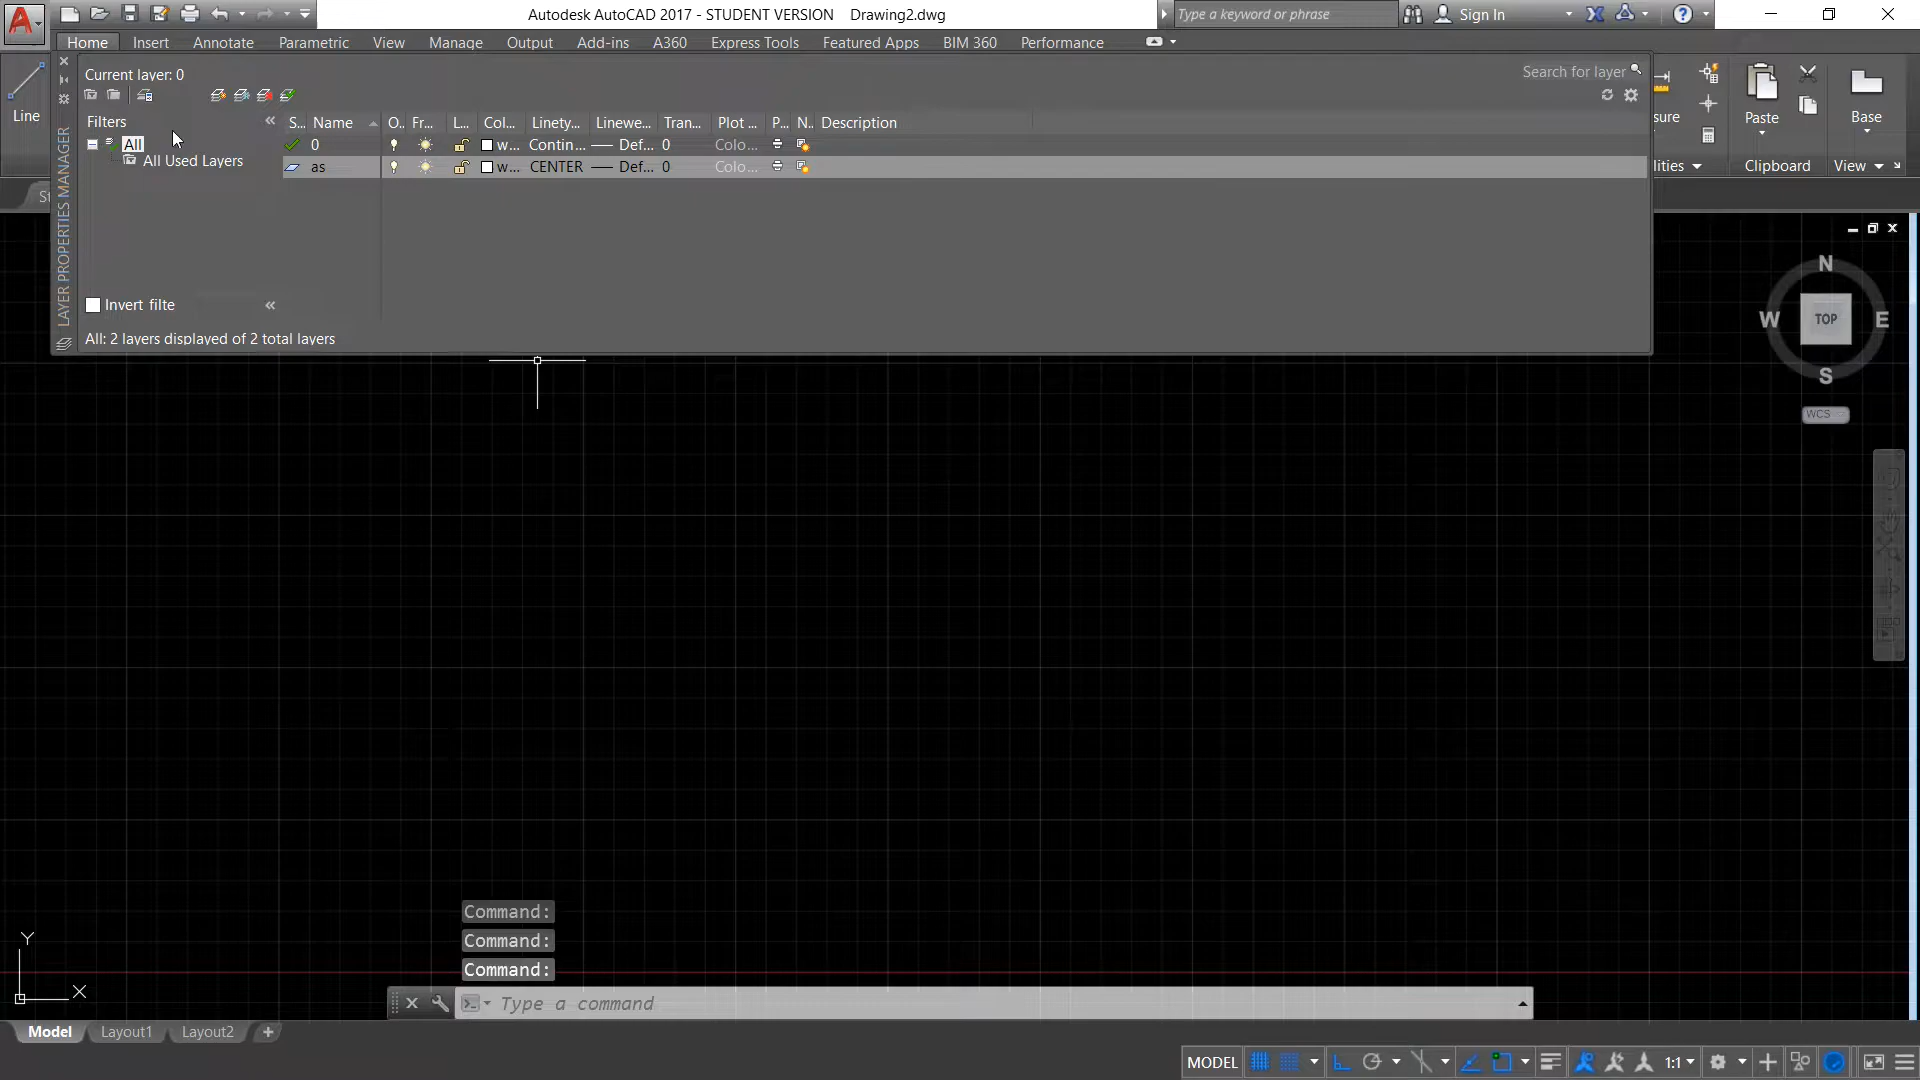 Autodesk AutoCAD 2017 - STUDENT VERSION Drawing2.dwg
Type a keyword or phrase
Sign In
Home Insert Annotate Parametric View Manage Output Add-ins A360 Express Tools Featured Apps BIM 360 Performance
Current layer: 0
Search for layer
Line
Filters
S.. Name O. Fr... L... Col... Linety... Linewe... Tran... Plot ... P... N.. Description
All
0 w... Contin... Def... 0 Colo...
All Used Layers
as w... CENTER Def... 0 Colo...
sure
Paste
Base
lities
Clipboard
View
LAYER PROPERTIES MANAGER
Invert filte
All: 2 layers displayed of 2 total layers
N
W
TOP
E
S
WCS
Command:
Command:
Command:
Y
X
Type a command
Model Layout1 Layout2
MODEL
1:1